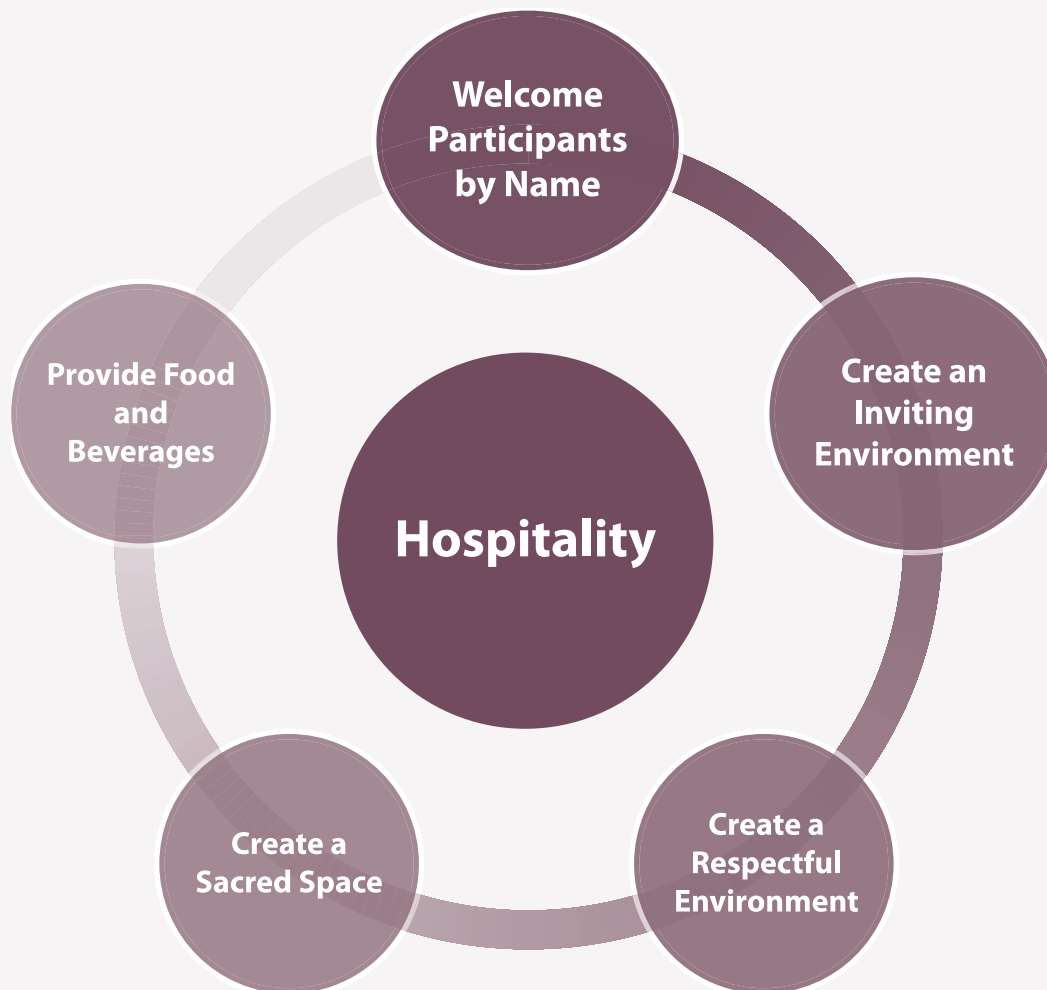 Welcome
Participants
by Name
Create an
Inviting
Environment
Create a
Respectful
Environment
Create a
Sacred Space
Provide Food
and
Beverages
Hospitality